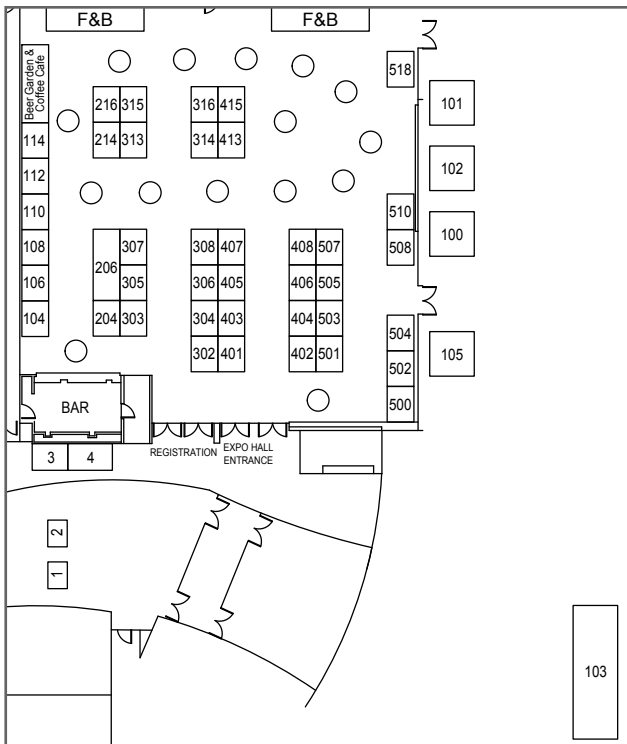 F&B F&B
Beer Garden &
Coffee Cafe
518
101
216 315 316 415
114 214 313 314 413
112 102
110 510
100
108 307 308 407 408 507 508
206
106 305 306 405 406 505
104 204 303 304 403 404 503 504
105
302 401 402 501 502
BAR 500
REGISTRATION EXPO HALL
ENTRANCE
3 4
2
1
103